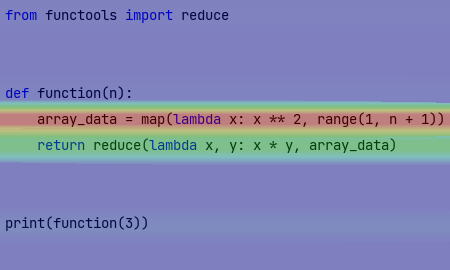 from functools import reduce
def function(n):
    array_data = map(lambda x: x ** 2, range(1, n + 1))
    return reduce(lambda x, y: x * y, array_data)
print(function(3))